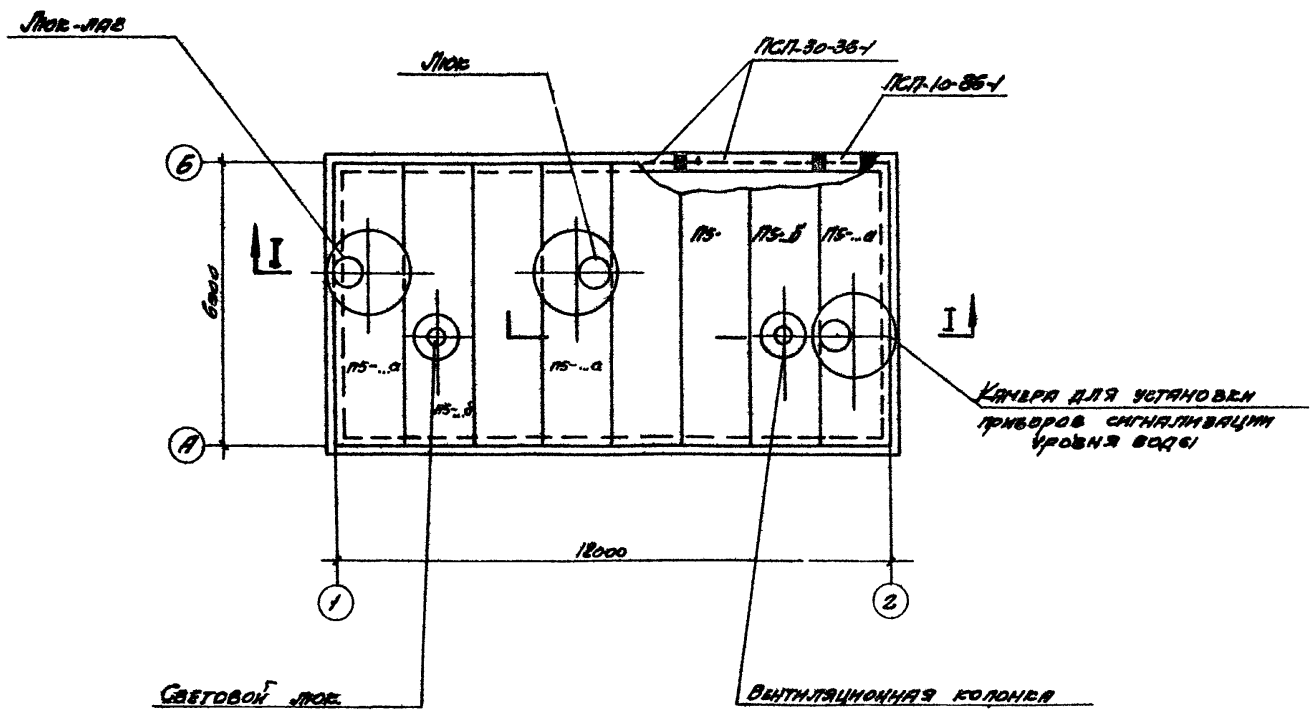 Люк-лаз
Люк
ПСП-30-36-1
ПСП-10-36-1
Б
I
6000
П5-
П5-…б
П5-…а
I
П5-…а
П5-…б
П5-…а
Камера для установки
приборов сигнализации
уровня воды
А
12000
1
2
Световой люк
Вентиляционная колонка